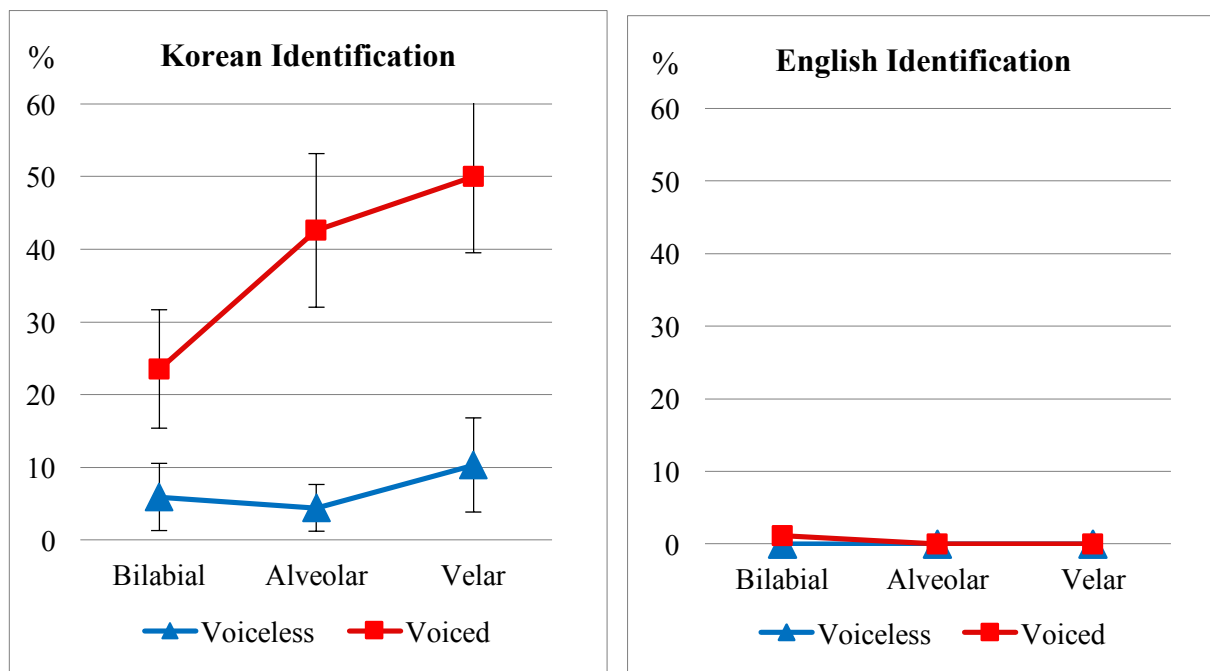 Korean Identification
%
60
50
40
30
20
10
0
Bilabial Alveolar Velar
Voiceless Voiced
English Identification
%
60
50
40
30
20
10
0
Bilabial Alveolar Velar
Voiceless Voiced